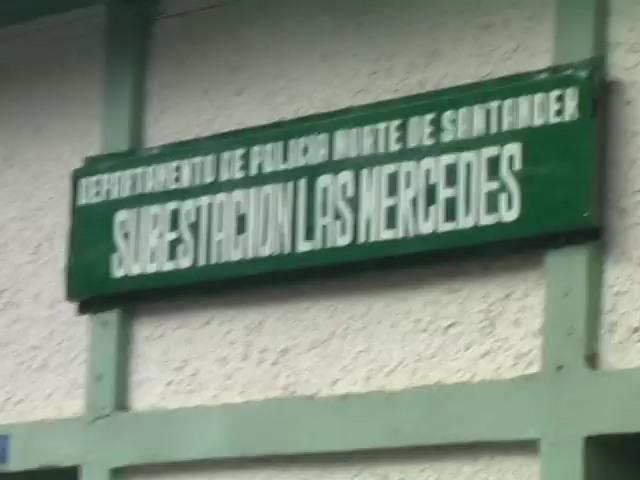 DEPARTAMENTO DE POLICIA NORTE DE SANTANDER
SUBESTACION LAS MERCEDES